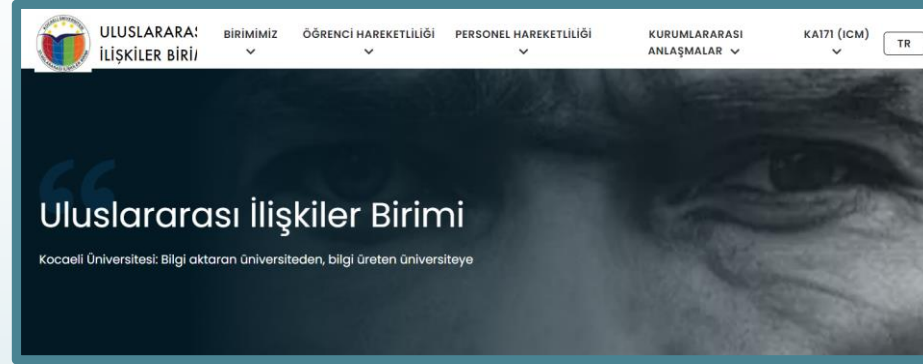 ULUSLARARA
İLİŞKİLER BİRİ
BİRİMİMİZ
ÖĞRENCİ HAREKETLİLİĞİ
PERSONEL HAREKETLİLİĞİ
KURUMLARARASI
ANLAŞMALAR
KA171 (ICM)
TR
Uluslararası İlişkiler Birimi
Kocaeli Üniversitesi: Bilgi aktaran üniversiteden, bilgi üreten üniversiteye